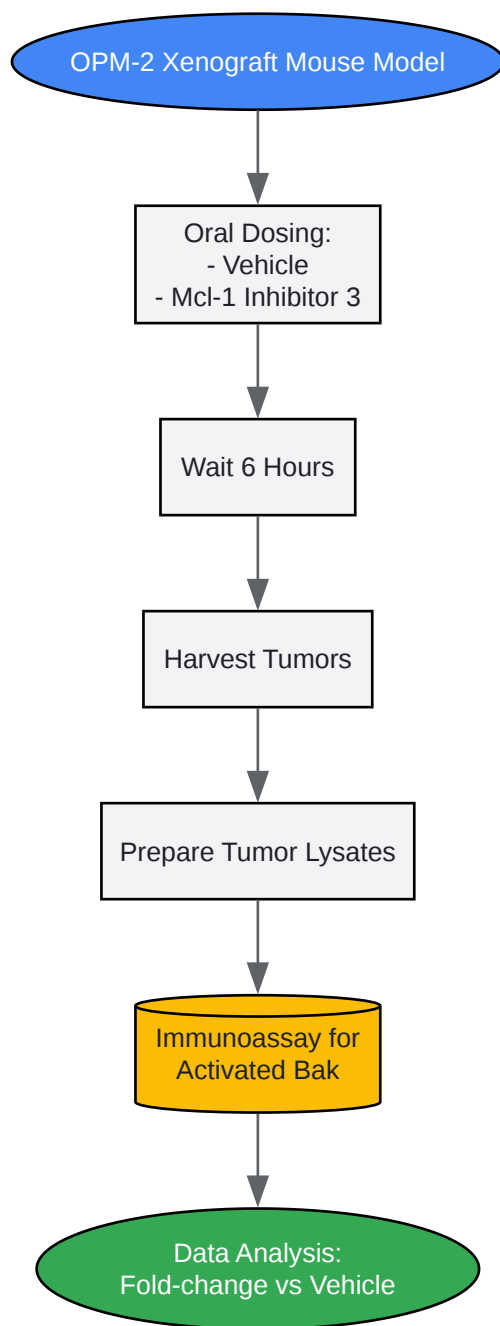 OPM-2 Xenograft Mouse Model
Oral Dosing:
- Vehicle
- Mcl-1 Inhibitor 3
Wait 6 Hours
Harvest Tumors
Prepare Tumor Lysates
Immunoassay for
Activated Bak
Data Analysis:
Fold-change vs Vehicle